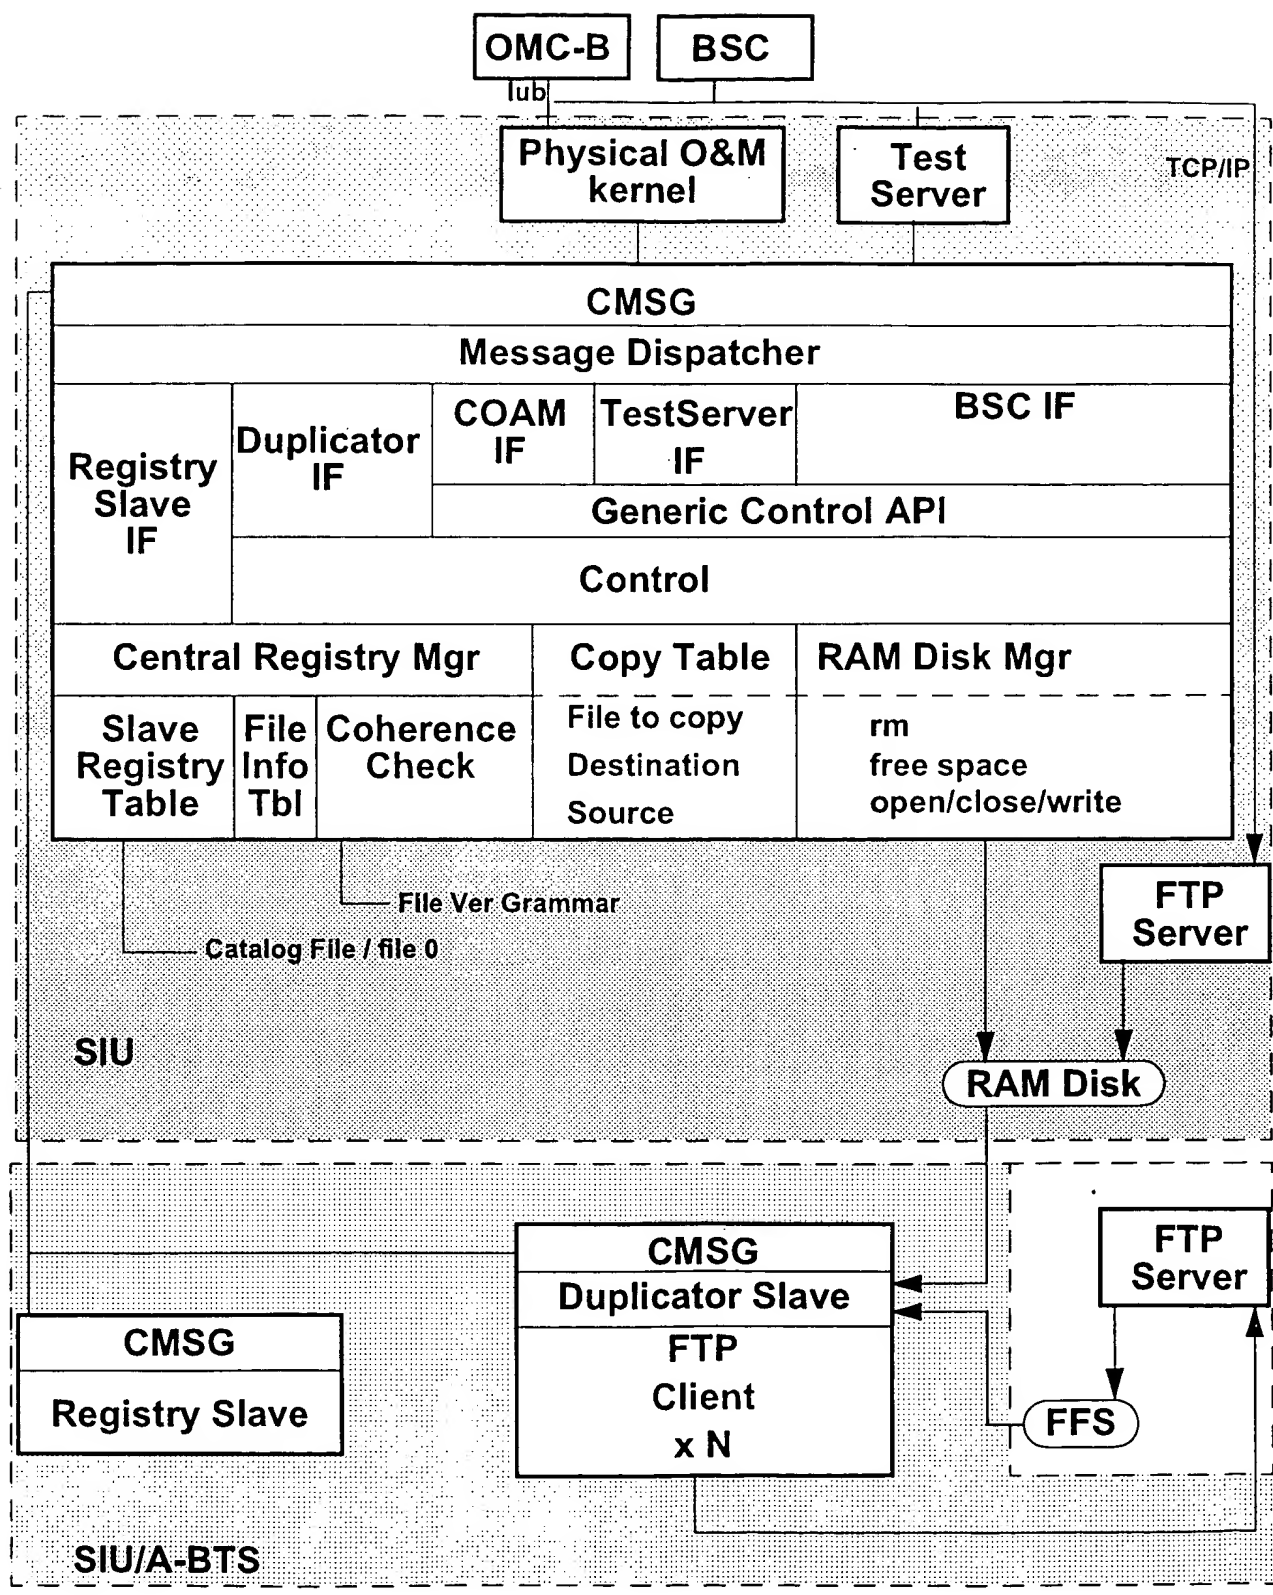 OMC-B
BSC
Iub
Physical O&M
kernel
Test
Server
TCP/IP
CMSG
Message Dispatcher
Registry
Slave
IF
Duplicator
IF
COAM
IF
TestServer
IF
BSC IF
Generic Control API
Control
Central Registry Mgr
Copy Table
RAM Disk Mgr
Slave
Registry
Table
File
Info
Tbl
Coherence
Check
File to copy
Destination
Source
rm
free space
open/close/write
File Ver Grammar
Catalog File / file 0
FTP
Server
SIU
RAM Disk
CMSG
Duplicator Slave
FTP
Client
x N
FTP
Server
CMSG
Registry Slave
FFS
SIU/A-BTS